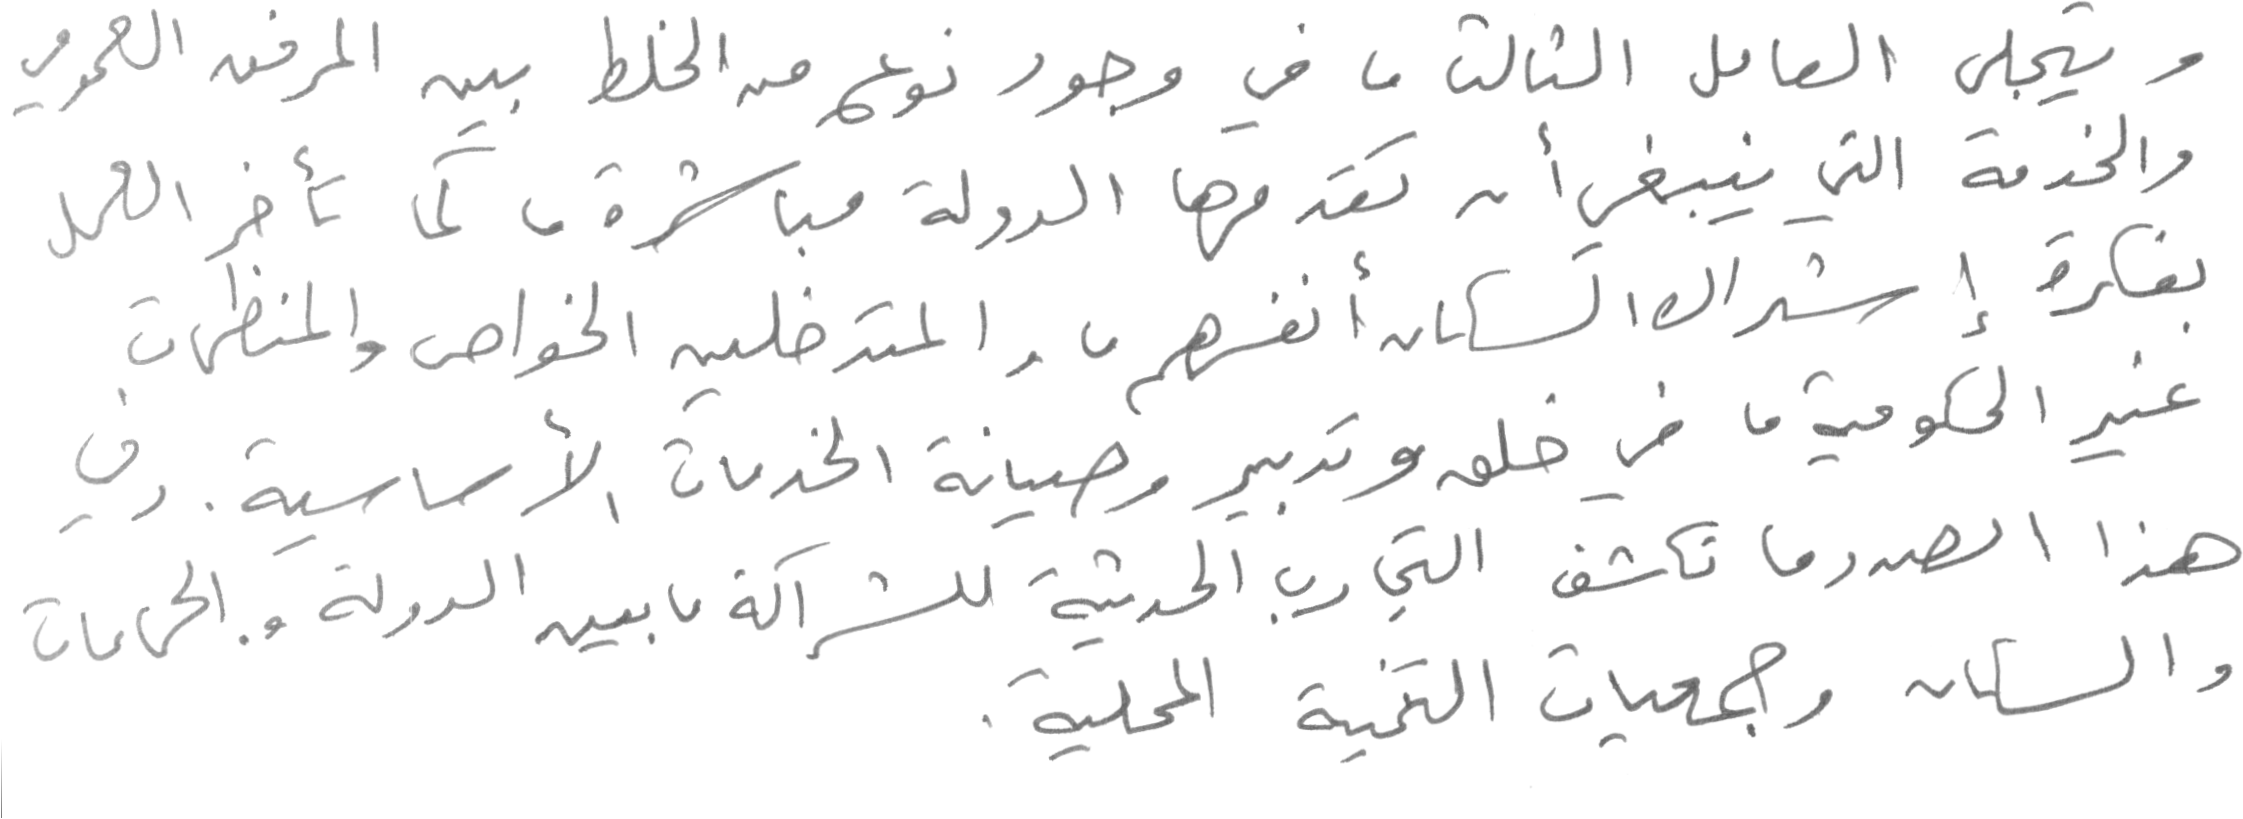 ويتجلى العامل الثالث، في وجود نوع من الخلط بين المرفق العمومي
والخدمة التي ينبغي أن تقدمها الدولة مباشرة، كما تأخر العمل
بفكرة إشراك السكان أنفسهم، والمتدخلين الخواص والمنظمات
غير الحكومية، في خلق وتدبير وصيانة الخدمات الأساسية. وفي
هذا الصدد، تكشف التجارب الحديثة للشراكة ما بين الدولة والجماعات
والسكان وجمعيات التنمية المحلية.